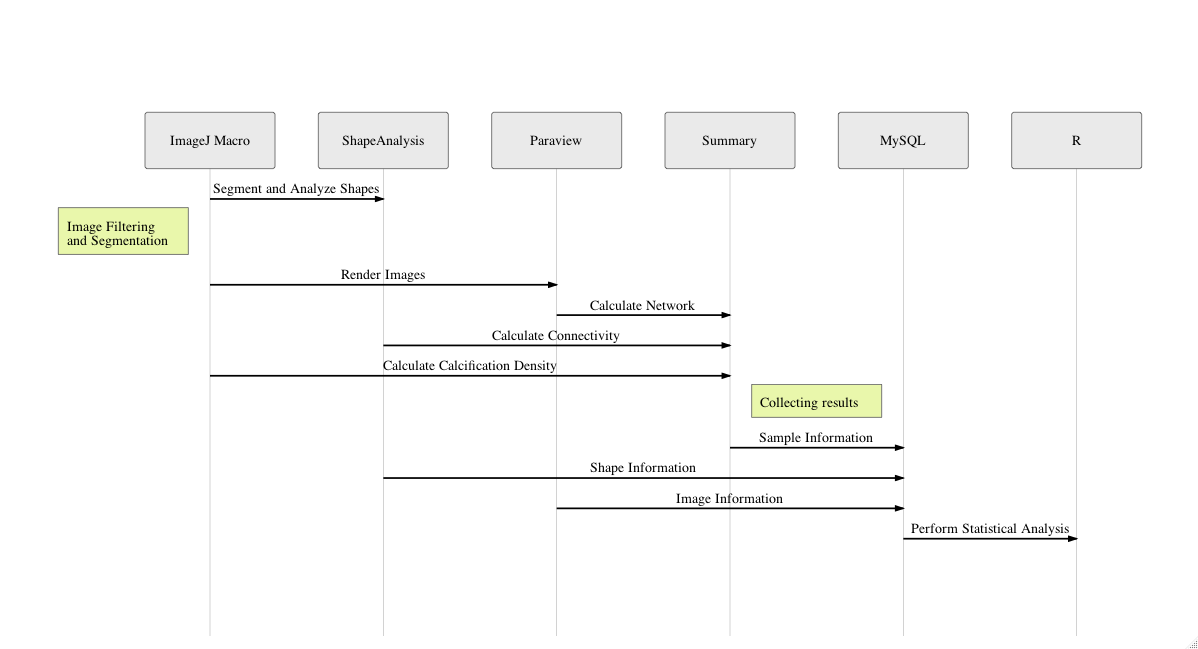 ImageJ Macro
ShapeAnalysis
Paraview
Summary
MySQL
R
Segment and Analyze Shapes
Image Filtering
and Segmentation
Render Images
Calculate Network
Calculate Connectivity
Calculate Calcification Density
Collecting results
Sample Information
Shape Information
Image Information
Perform Statistical Analysis